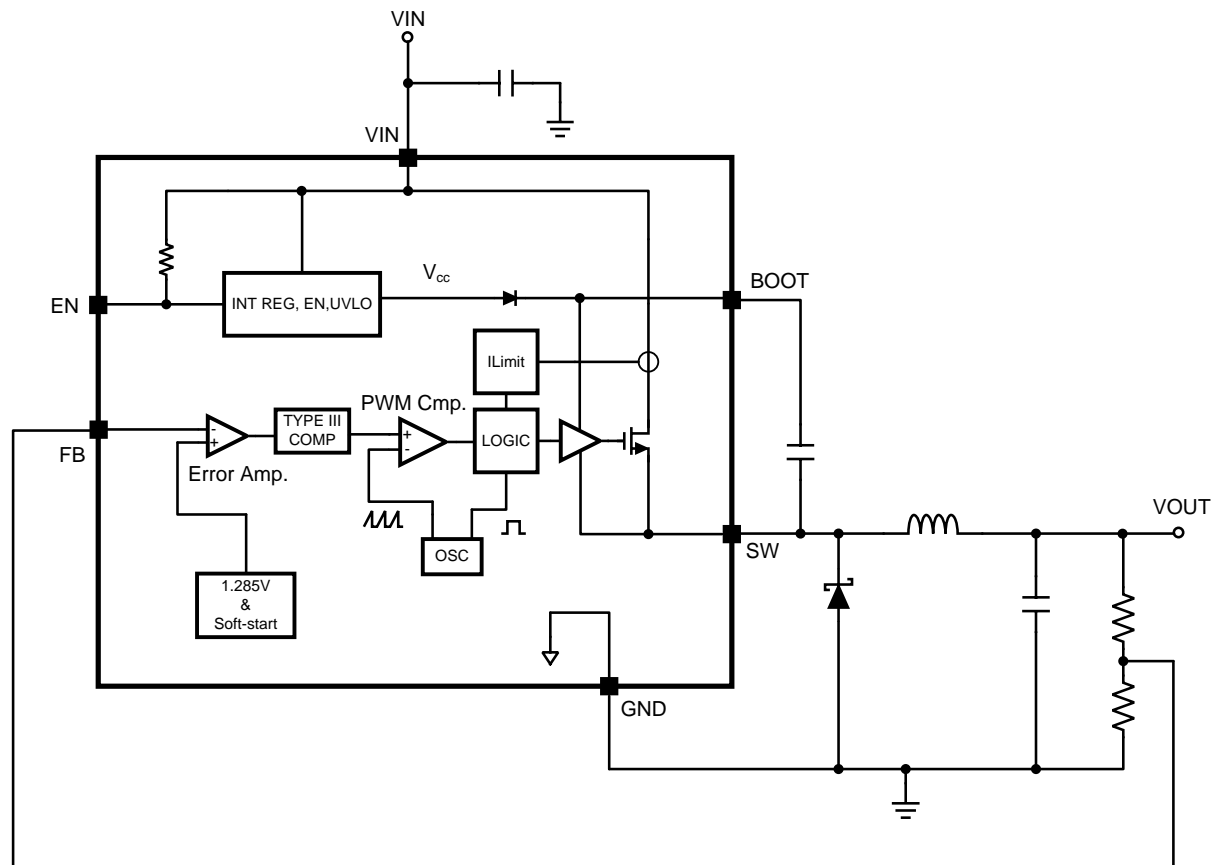 VIN
VIN
BOOT
V_cc
EN
INT REG, EN,UVLO
ILimit
PWM Cmp.
TYPE III
COMP
-
+
+
-
LOGIC
FB
Error Amp.
VOUT
SW
OSC
1.285V
&
Soft-start
GND